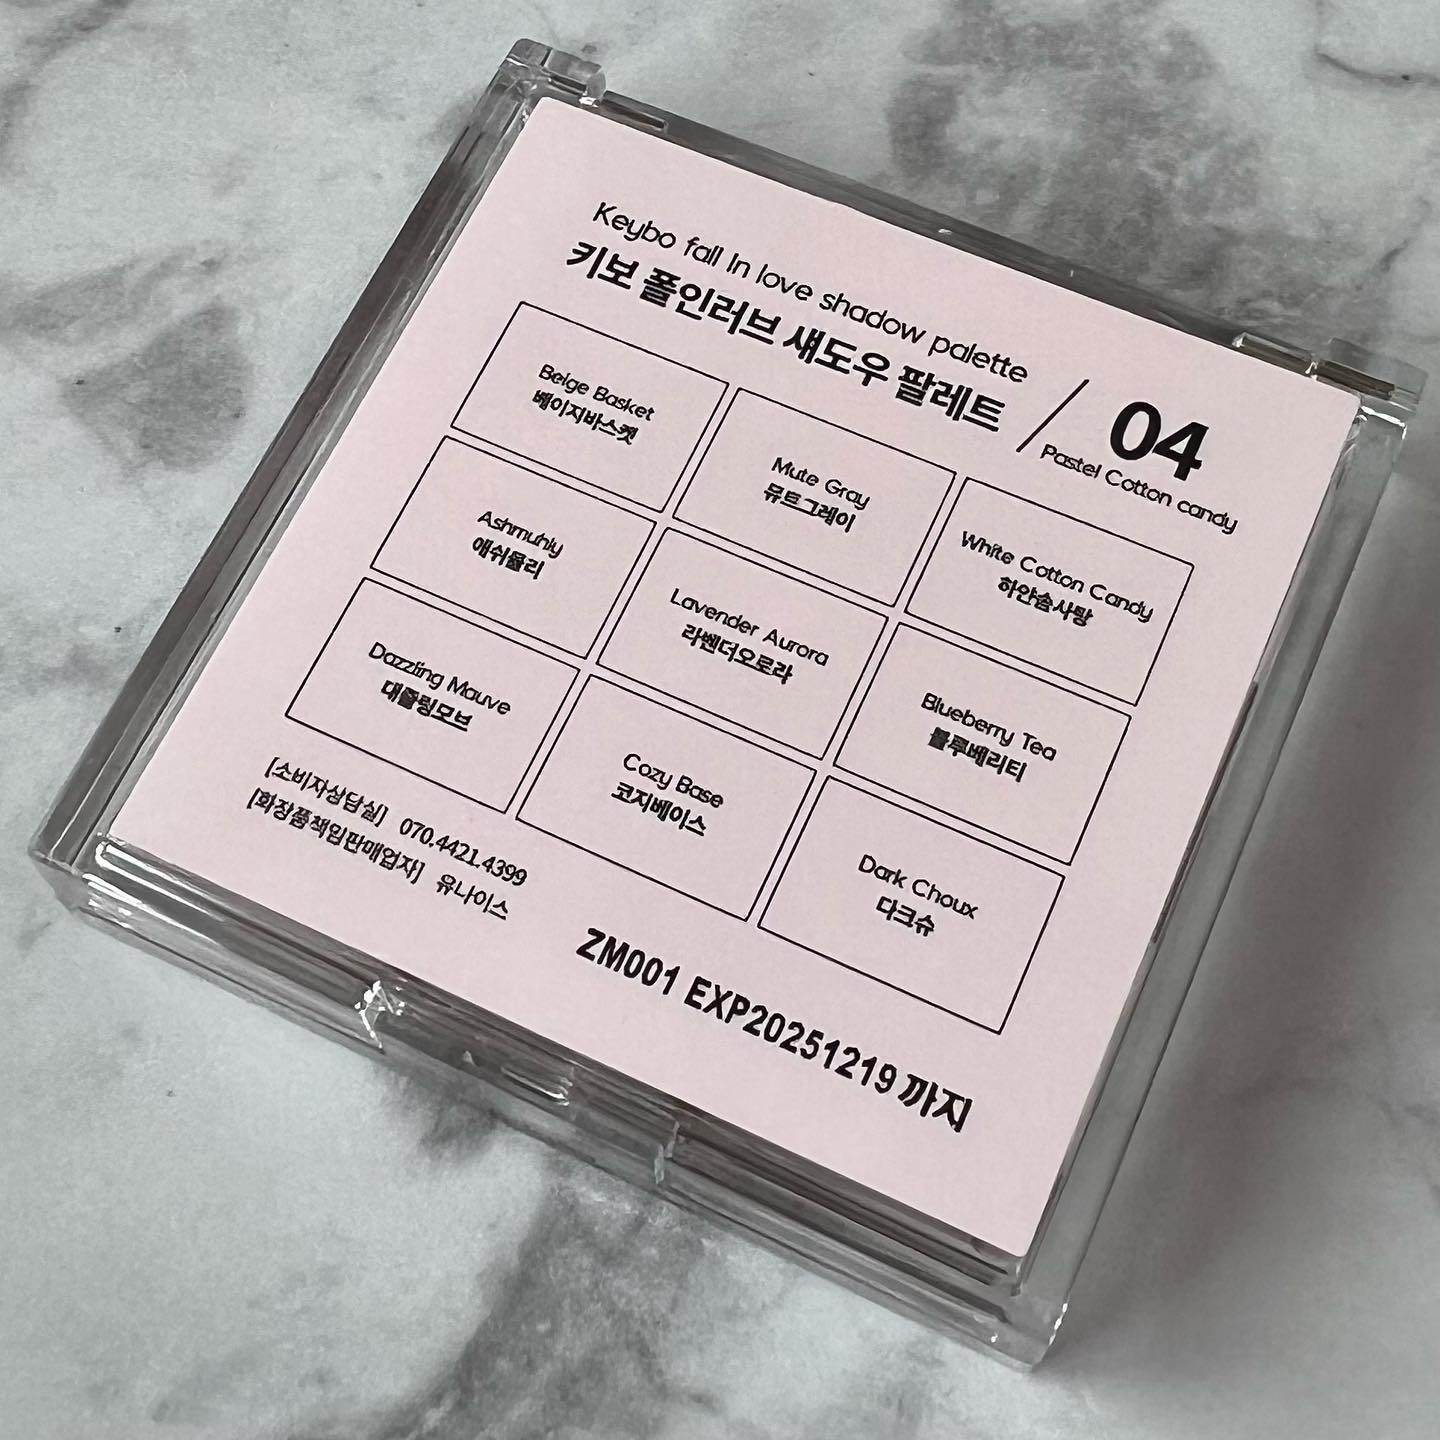 Keybo fall In love shadow palette
키보 폴인러브 섀도우 팔레트
04
Pastel Cotton candy
Beige Basket
베이지바스켓
Mute Gray
뮤트그레이
White Cotton Candy
하얀솜사탕
Ashmuhly
애쉬뮬리
Lavender Aurora
라벤더오로라
Blueberry Tea
블루베리티
Dazzling Mauve
대즐링모브
Cozy Base
코지베이스
Dark Choux
다크슈
[소비자상담실] 070.4421.4399
[화장품책임판매업자] 유나이스
ZM001 EXP20251219 까지